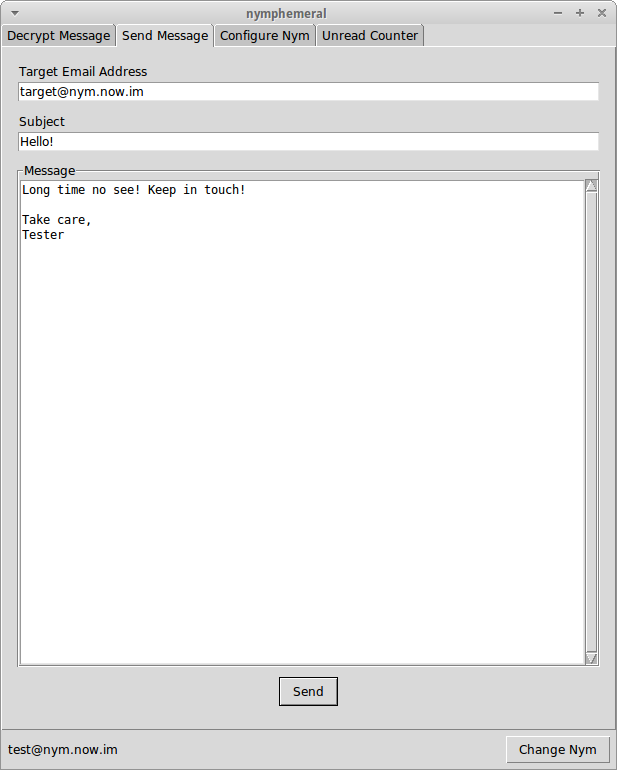 nymphemeral
Decrypt Message Send Message Configure Nym Unread Counter
Target Email Address
target@nym.now.im
Subject
Hello!
Message
Long time no see! Keep in touch!
Take care,
Tester
Send
test@nym.now.im Change Nym